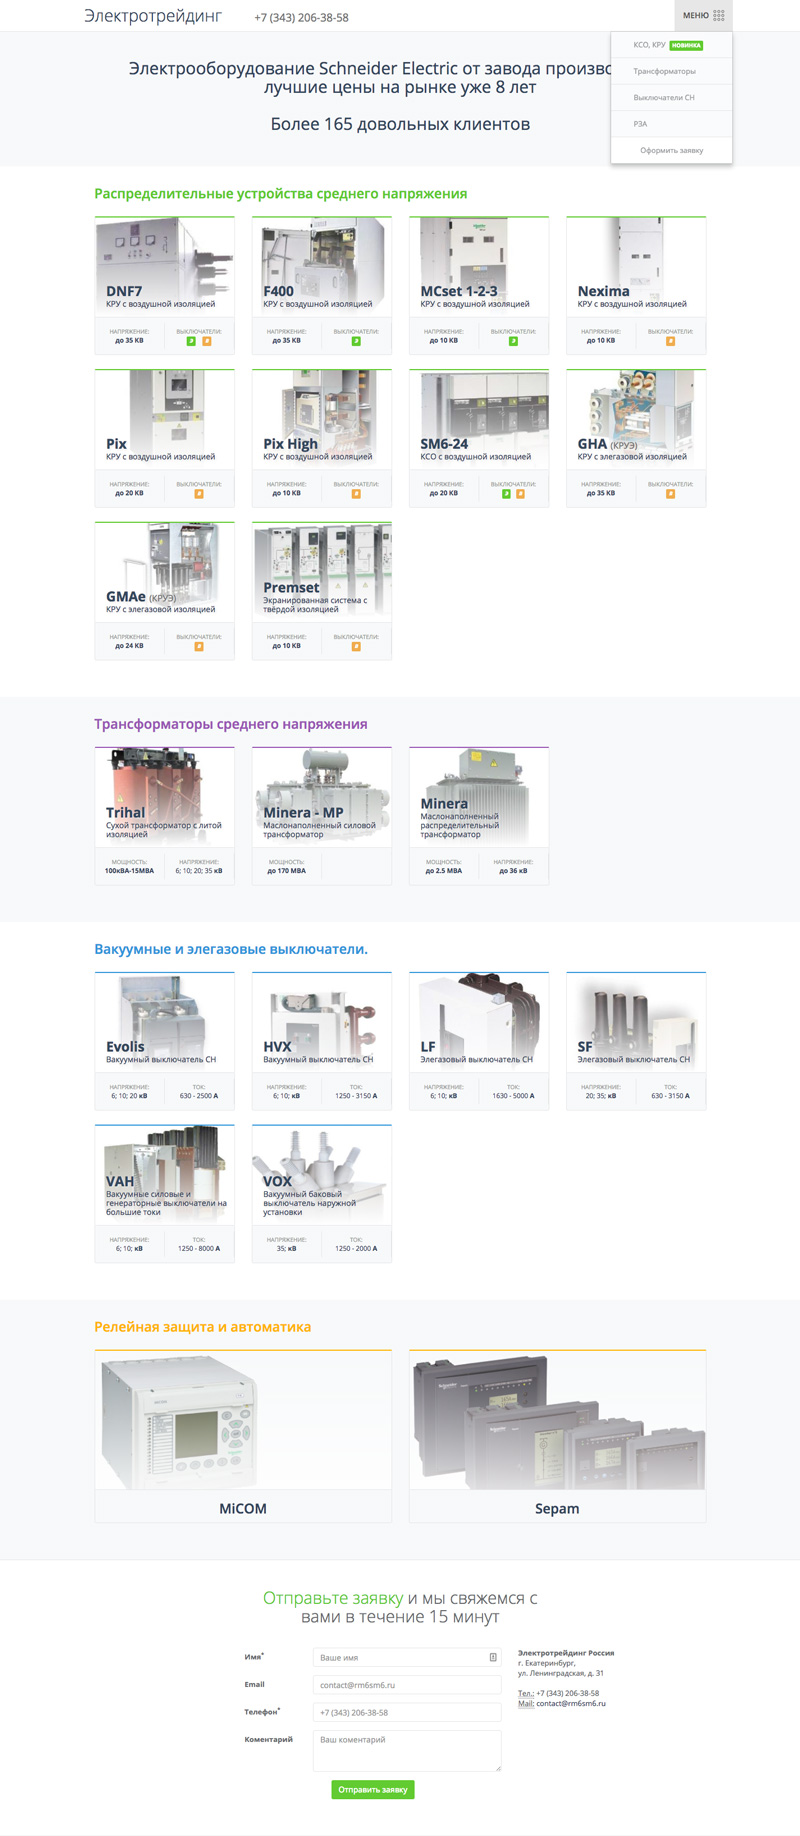 Электротрейдинг
+7 (343) 206-38-58
МЕНЮ
КСО, КРУ НОВИНКА
Трансформаторы
Выключатели СН
РЗА
Оформить заявку
Электрооборудование Schneider Electric от завода произво
лучшие цены на рынке уже 8 лет
Более 165 довольных клиентов
Распределительные устройства среднего напряжения
DNF7
КРУ с воздушной изоляцией
НАПРЯЖЕНИЕ:
до 35 КВ
ВЫКЛЮЧАТЕЛИ:
F400
КРУ с воздушной изоляцией
НАПРЯЖЕНИЕ:
до 35 КВ
ВЫКЛЮЧАТЕЛИ:
MCset 1-2-3
КРУ с воздушной изоляцией
НАПРЯЖЕНИЕ:
до 10 КВ
ВЫКЛЮЧАТЕЛИ:
Nexima
КРУ с воздушной изоляцией
НАПРЯЖЕНИЕ:
до 10 КВ
ВЫКЛЮЧАТЕЛИ:
Pix
КРУ с воздушной изоляцией
НАПРЯЖЕНИЕ:
до 20 КВ
ВЫКЛЮЧАТЕЛИ:
Pix High
КРУ с воздушной изоляцией
НАПРЯЖЕНИЕ:
до 10 КВ
ВЫКЛЮЧАТЕЛИ:
SM6-24
КСО с воздушной изоляцией
НАПРЯЖЕНИЕ:
до 20 КВ
ВЫКЛЮЧАТЕЛИ:
GHA (КРУЭ)
КРУ с элегазовой изоляцией
НАПРЯЖЕНИЕ:
до 35 КВ
ВЫКЛЮЧАТЕЛИ:
GMAe (КРУЭ)
КРУ с элегазовой изоляцией
НАПРЯЖЕНИЕ:
до 24 КВ
ВЫКЛЮЧАТЕЛИ:
Premset
Экранированная система с
твёрдой изоляцией
НАПРЯЖЕНИЕ:
до 10 КВ
ВЫКЛЮЧАТЕЛИ:
Трансформаторы среднего напряжения
Trihal
Сухой трансформатор с литой
изоляцией
МОЩНОСТЬ:
100кВА-15МВА
НАПРЯЖЕНИЕ:
6; 10; 20; 35 кВ
Minera - MP
Маслонаполненный силовой
трансформатор
МОЩНОСТЬ:
до 170 МВА
Minera
Маслонаполненный
распределительный
трансформатор
МОЩНОСТЬ:
до 2.5 МВА
НАПРЯЖЕНИЕ:
до 36 кВ
Вакуумные и элегазовые выключатели.
Evolis
Вакуумный выключатель СН
НАПРЯЖЕНИЕ:
6; 10; 20 кВ
ТОК:
630 - 2500 А
HVX
Вакуумный выключатель СН
НАПРЯЖЕНИЕ:
6; 10; кВ
ТОК:
1250 - 3150 А
LF
Элегазовый выключатель СН
НАПРЯЖЕНИЕ:
6; 10; кВ
ТОК:
1630 - 5000 А
SF
Элегазовый выключатель СН
НАПРЯЖЕНИЕ:
20; 35; кВ
ТОК:
630 - 3150 А
VAH
Вакуумные силовые и
генераторные выключатели на
большие токи
НАПРЯЖЕНИЕ:
6; 10; кВ
ТОК:
1250 - 8000 А
VOX
Вакуумный баковый
выключатель наружной
установки
НАПРЯЖЕНИЕ:
35; кВ
ТОК:
1250 - 2000 А
Релейная защита и автоматика
MiCOM
Sepam
Отправьте заявку и мы свяжемся с
вами в течение 15 минут
Имя*
Ваше имя
Email
contact@rm6sm6.ru
Телефон*
+7 (343) 206-38-58
Коментарий
Ваш коментарий
Отправить заявку
Электротрейдинг Россия
г. Екатеринбург,
ул. Ленинградская, д. 31
Тел.: +7 (343) 206-38-58
Mail: contact@rm6sm6.ru